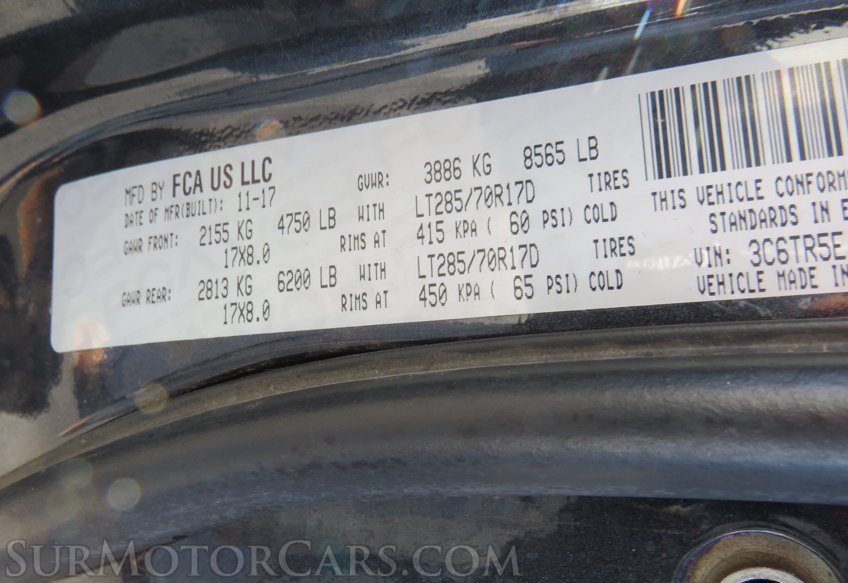 MFD BY FCA US LLC
DATE OF MFR(BUILT): 11-17 GVWR: 3886 KG 8565 LB
GAWR FRONT: 2155 KG 4750 LB WITH LT285/70R17D TIRES
17X8.0 RIMS AT 415 KPA ( 60 PSI) COLD
GAWR REAR: 2813 KG 6200 LB WITH LT285/70R17D TIRES
17X8.0 RIMS AT 450 KPA ( 65 PSI) COLD
THIS VEHICLE CONFORM
STANDARDS IN E
VIN: 3C6TR5E
VEHICLE MADE IN
SURMOTORCARS.COM